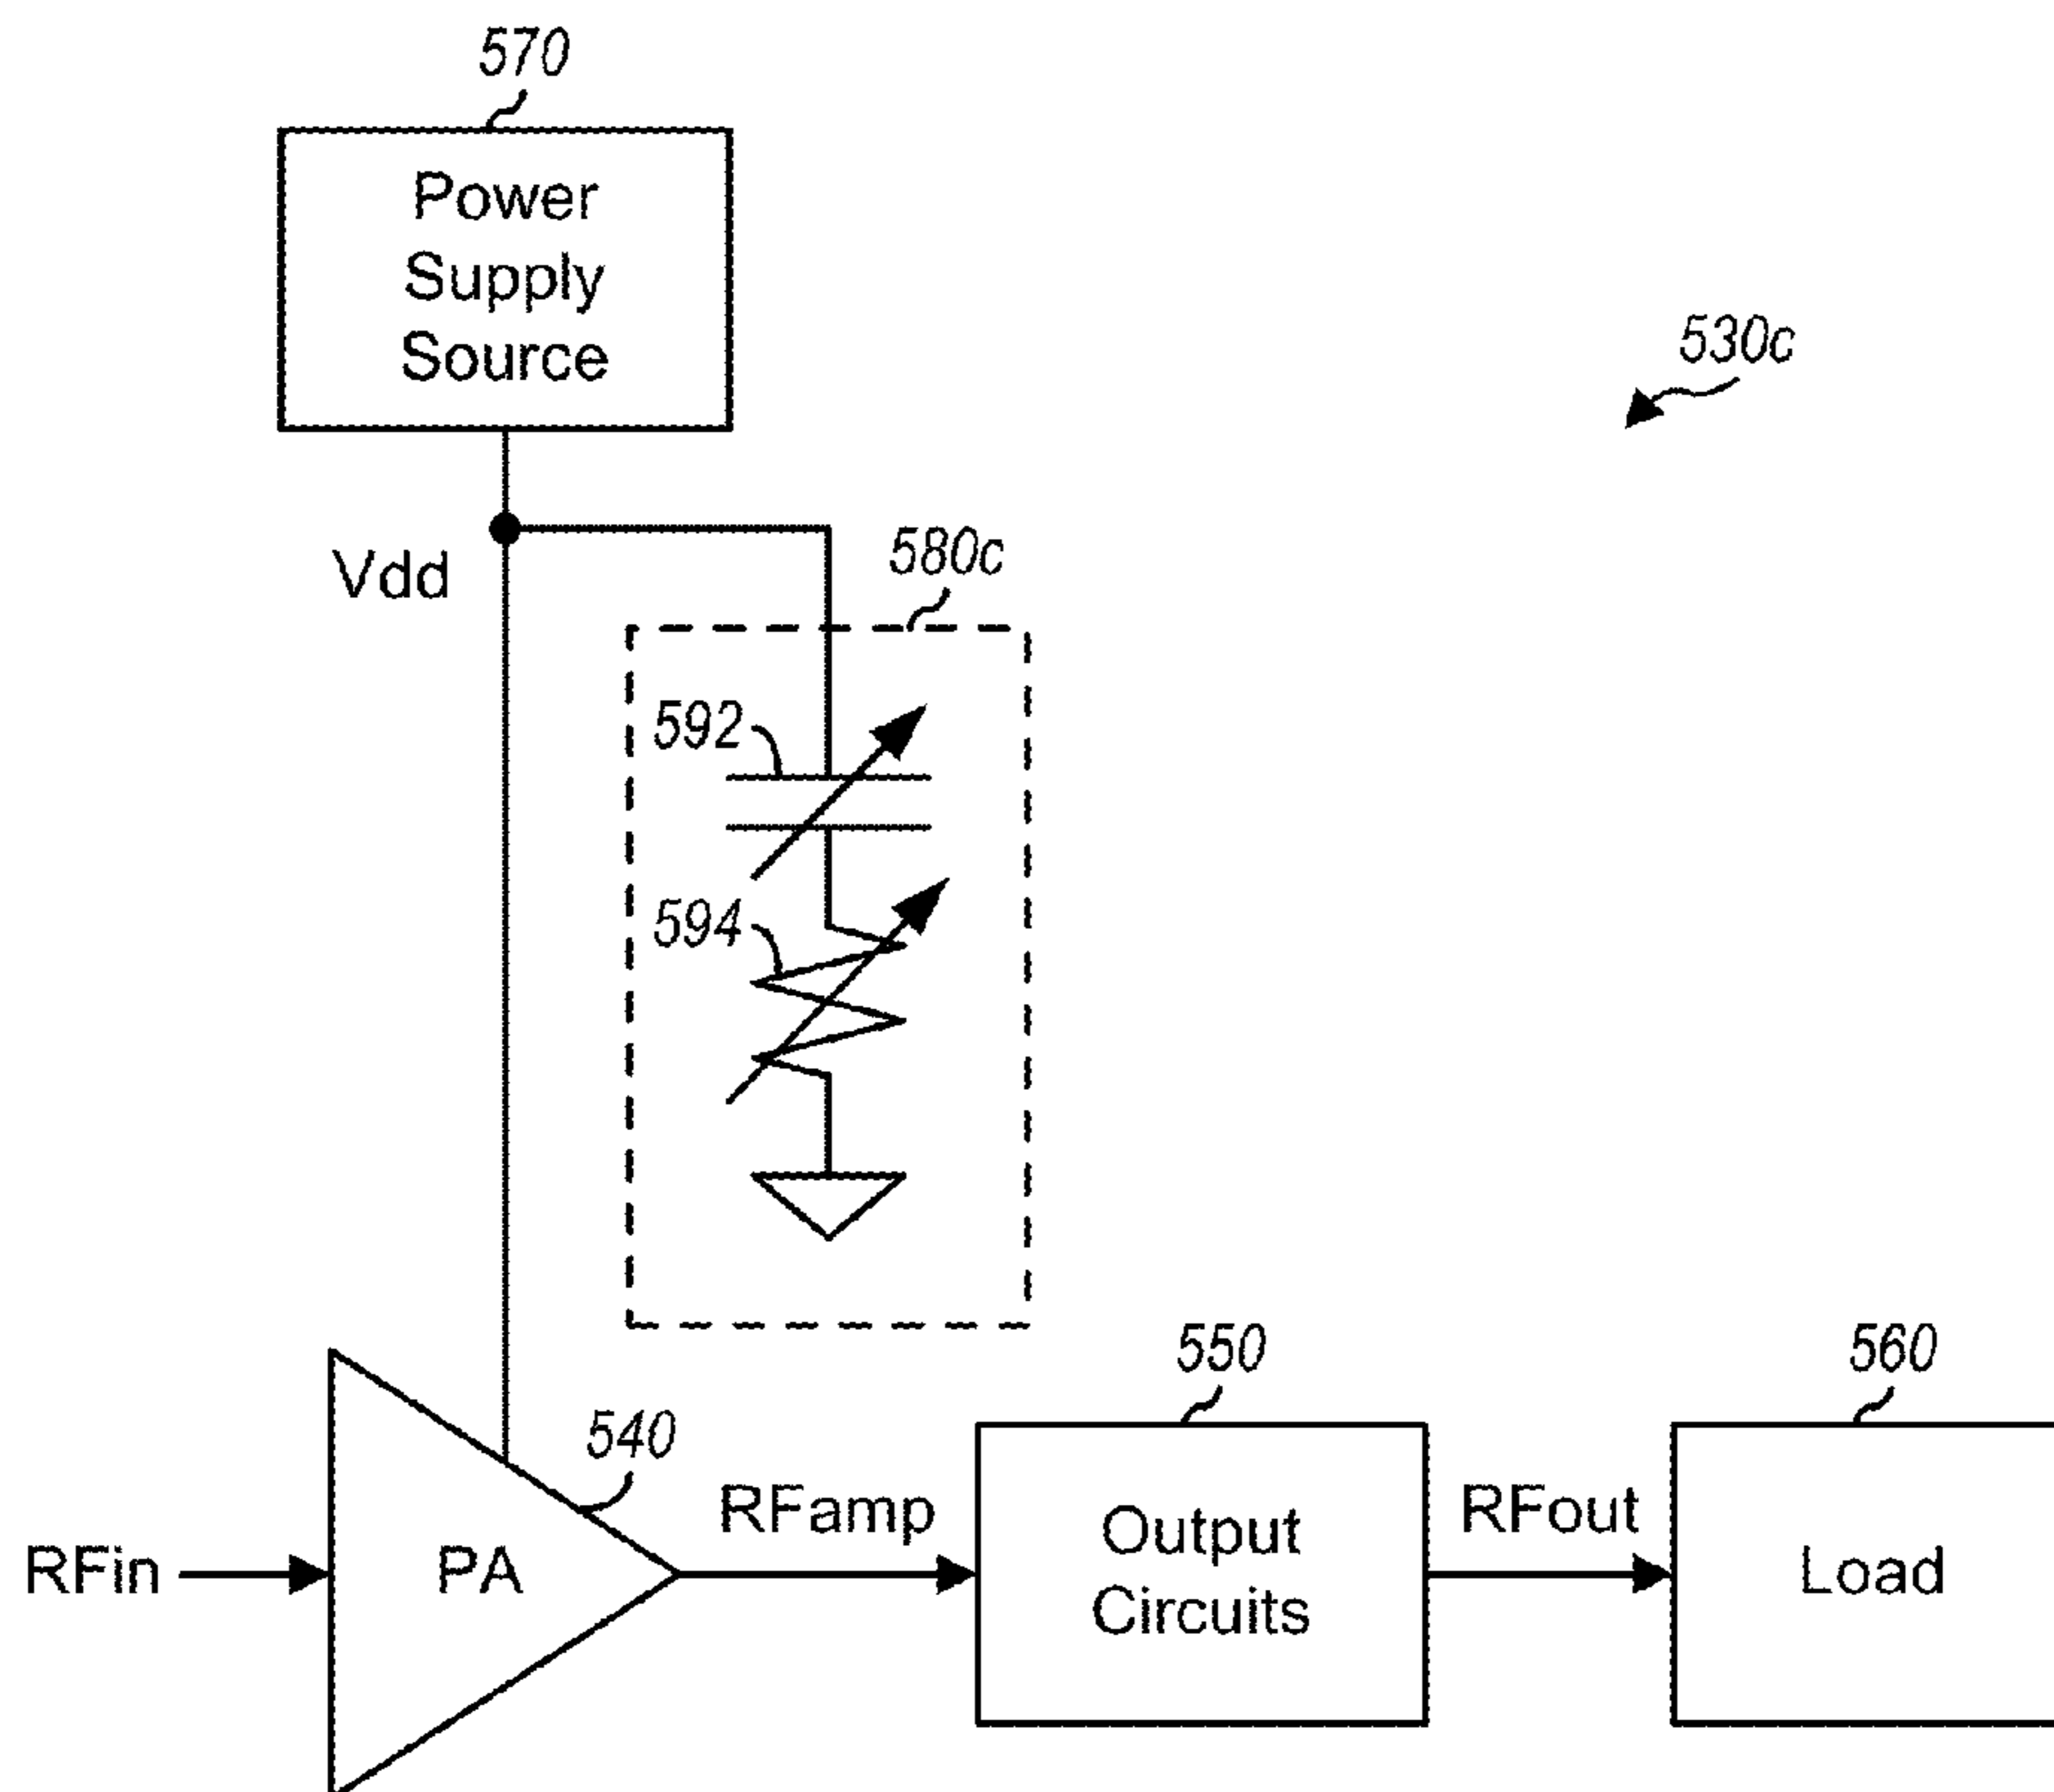 570
Power
Supply
Source
530c
Vdd
580c
592
594
550
560
540
RFamp
RFout
RFin
PA
Output
Circuits
Load